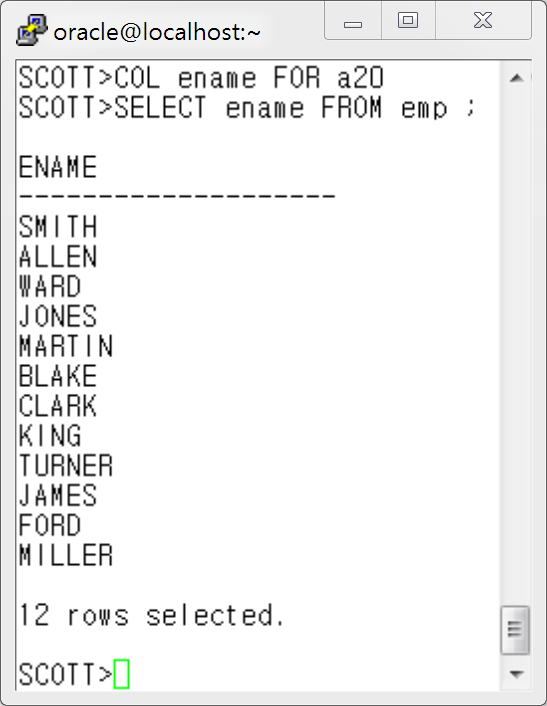 oracle@localhost:~
SCOTT>COL ename FOR a20
SCOTT>SELECT ename FROM emp ;
ENAME
--------------------
SMITH
ALLEN
WARD
JONES
MARTIN
BLAKE
CLARK
KING
TURNER
JAMES
FORD
MILLER
12 rows selected.
SCOTT>